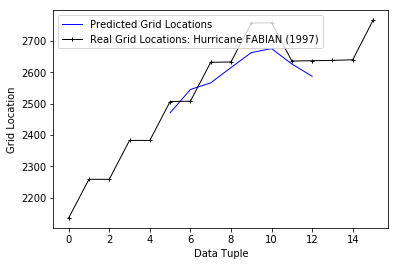 Predicted Grid Locations
Real Grid Locations: Hurricane FABIAN (1997)
2700
2600
2500
2400
2300
2200
Grid Location
0 2 4 6 8 10 12 14
Data Tuple